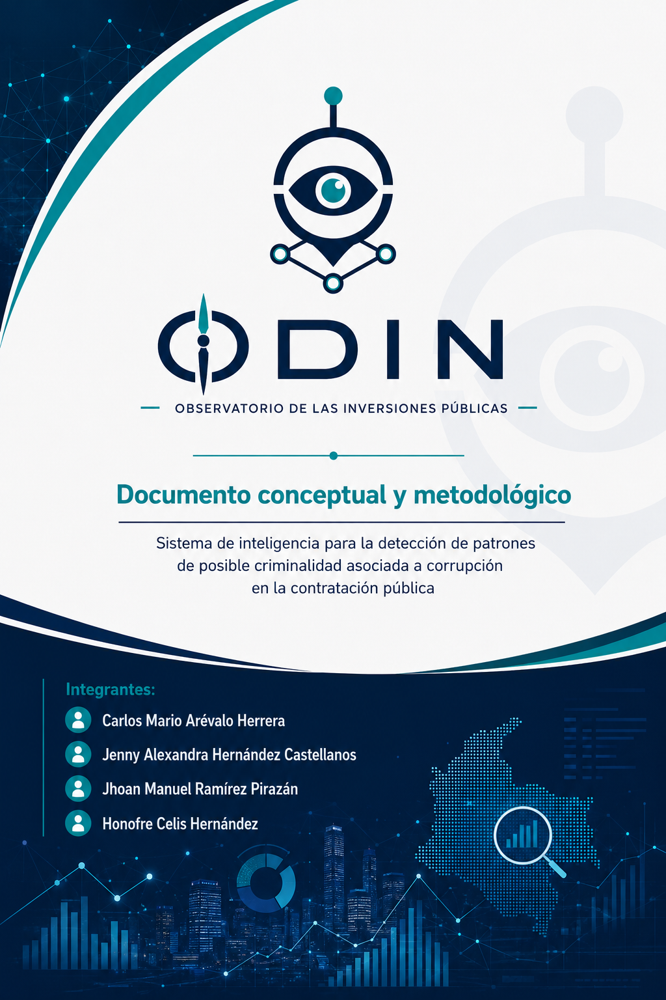 ODIN
OBSERVATORIO DE LAS INVERSIONES PÚBLICAS
Documento conceptual y metodológico
Sistema de inteligencia para la detección de patrones
de posible criminalidad asociada a corrupción
en la contratación pública
Integrantes:
Carlos Mario Arévalo Herrera
Jenny Alexandra Hernández Castellanos
Jhoan Manuel Ramírez Pirazán
Honofre Celis Hernández